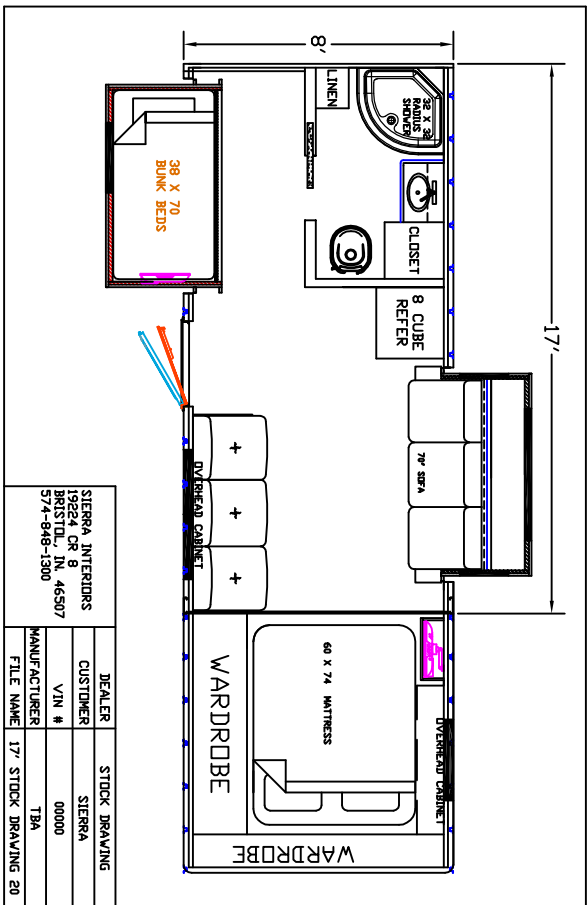 8'
17'
LINEN
32 X 32
RADIUS
SHOWER
CLOSET
8 CUBE
REFER
38 X 70
BUNK BEDS
70" SOFA
OVERHEAD CABINET
60 X 74 MATTRESS
OVERHEAD CABINET
WARDROBE
WARDROBE
SIERRA INTERIORS
19224 CR 8
BRISTOL, IN. 46507
574-848-1300
DEALER STOCK DRAWING
CUSTOMER SIERRA
VIN # 00000
MANUFACTURER TBA
FILE NAME 17' STOCK DRAWING 20